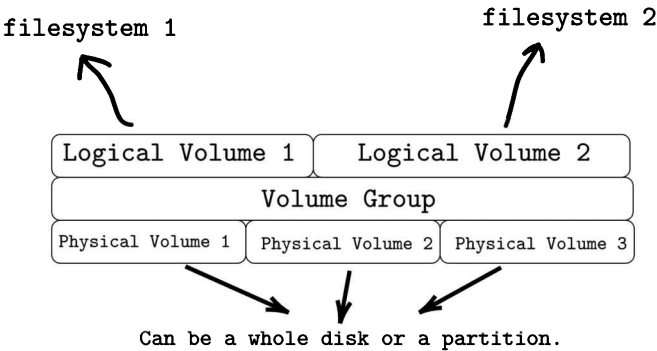 filesystem 1
filesystem 2
Logical Volume 1
Logical Volume 2
Volume Group
Physical Volume 1
Physical Volume 2
Physical Volume 3
Can be a whole disk or a partition.